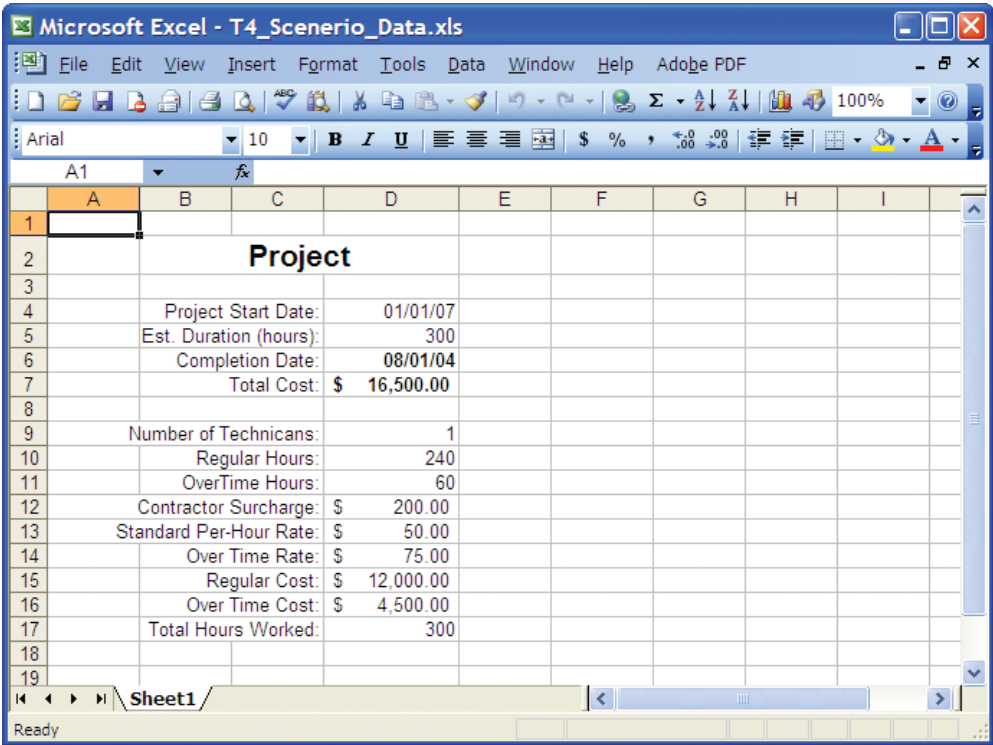 Microsoft Excel - T4_Scenerio_Data.xls
File Edit View Insert Format Tools Data Window Help Adobe PDF
ABC Σ A Z Z A 100%
Arial 10 B I U a $ % , .00 .00 A
A1 fx
A B C D E F G H I
1
2 Project
3
4 Project Start Date: 01/01/07
5 Est. Duration (hours): 300
6 Completion Date: 08/01/04
7 Total Cost: $ 16,500.00
8
9 Number of Technicans: 1
10 Regular Hours: 240
11 OverTime Hours: 60
12 Contractor Surcharge: $ 200.00
13 Standard Per-Hour Rate: $ 50.00
14 Over Time Rate: $ 75.00
15 Regular Cost: $ 12,000.00
16 Over Time Cost: $ 4,500.00
17 Total Hours Worked: 300
18
19
Sheet1
Ready